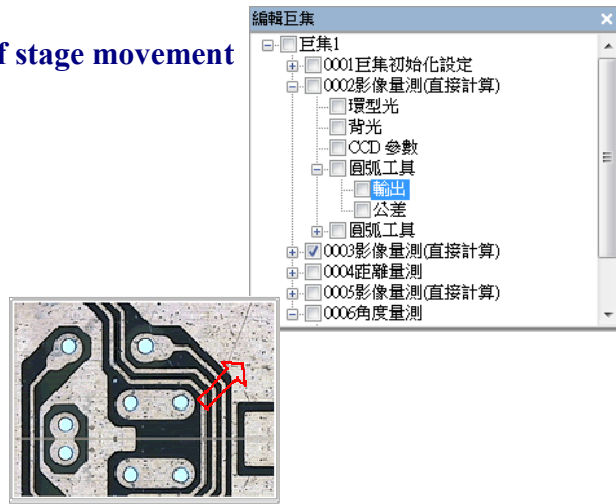 編輯巨集
f stage movement
巨集1
0001巨集初始化設定
0002影像量測(直接計算)
環型光
背光
CCD 參數
圓弧工具
輸出
公差
圓弧工具
0003影像量測(直接計算)
0004距離量測
0005影像量測(直接計算)
0006角度量測